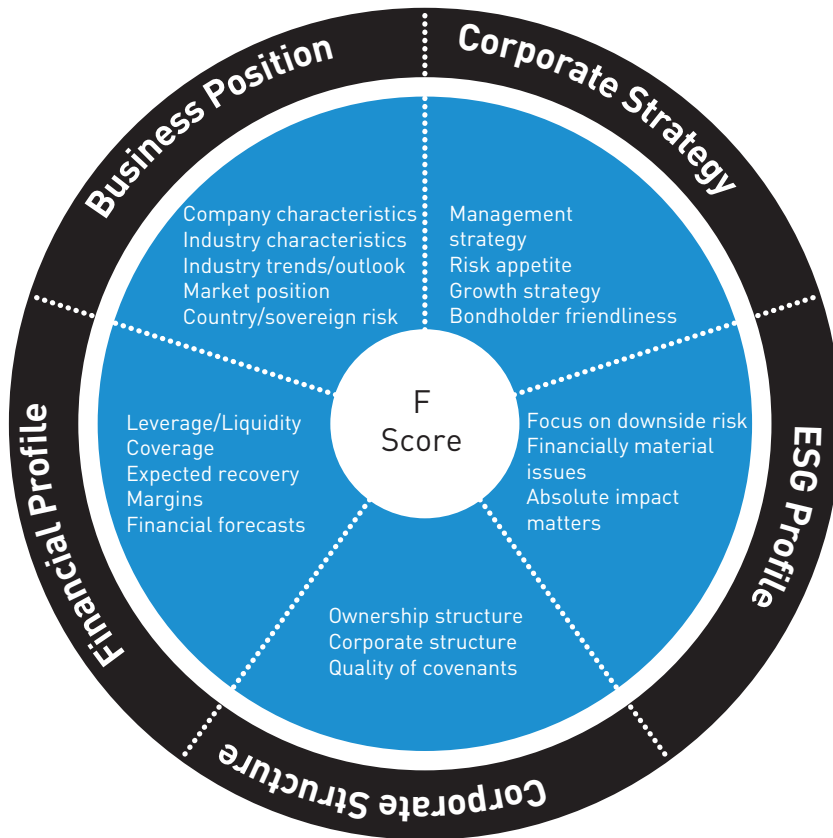 Business Position
Company characteristics
Industry characteristics
Industry trends/outlook
Market position
Country/sovereign risk
Corporate Strategy
Management
strategy
Risk appetite
Growth strategy
Bondholder friendliness
ESG Profile
Focus on downside risk
Financially material
issues
Absolute impact
matters
Corporate Structure
Ownership structure
Corporate structure
Quality of covenants
Financial Profile
Leverage/Liquidity
Coverage
Expected recovery
Margins
Financial forecasts
F
Score